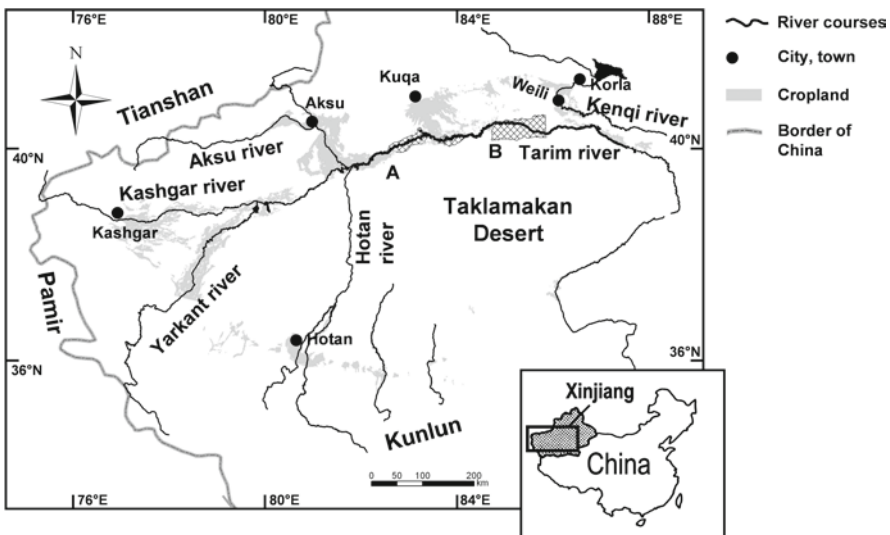 76°E
80°E
84°E
88°E
N
Tianshan
Kuqa
Aksu
Korla
Weili
Kenqi river
40°N
Aksu river
40°N
A
B
Tarim river
Kashgar river
Kashgar
Hotan river
Taklamakan
Desert
Pamir
Yarkant river
Hotan
36°N
36°N
Kunlun
0 50 100 200
km
76°E
80°E
84°E
Xinjiang
China
River courses
City, town
Cropland
Border of
China